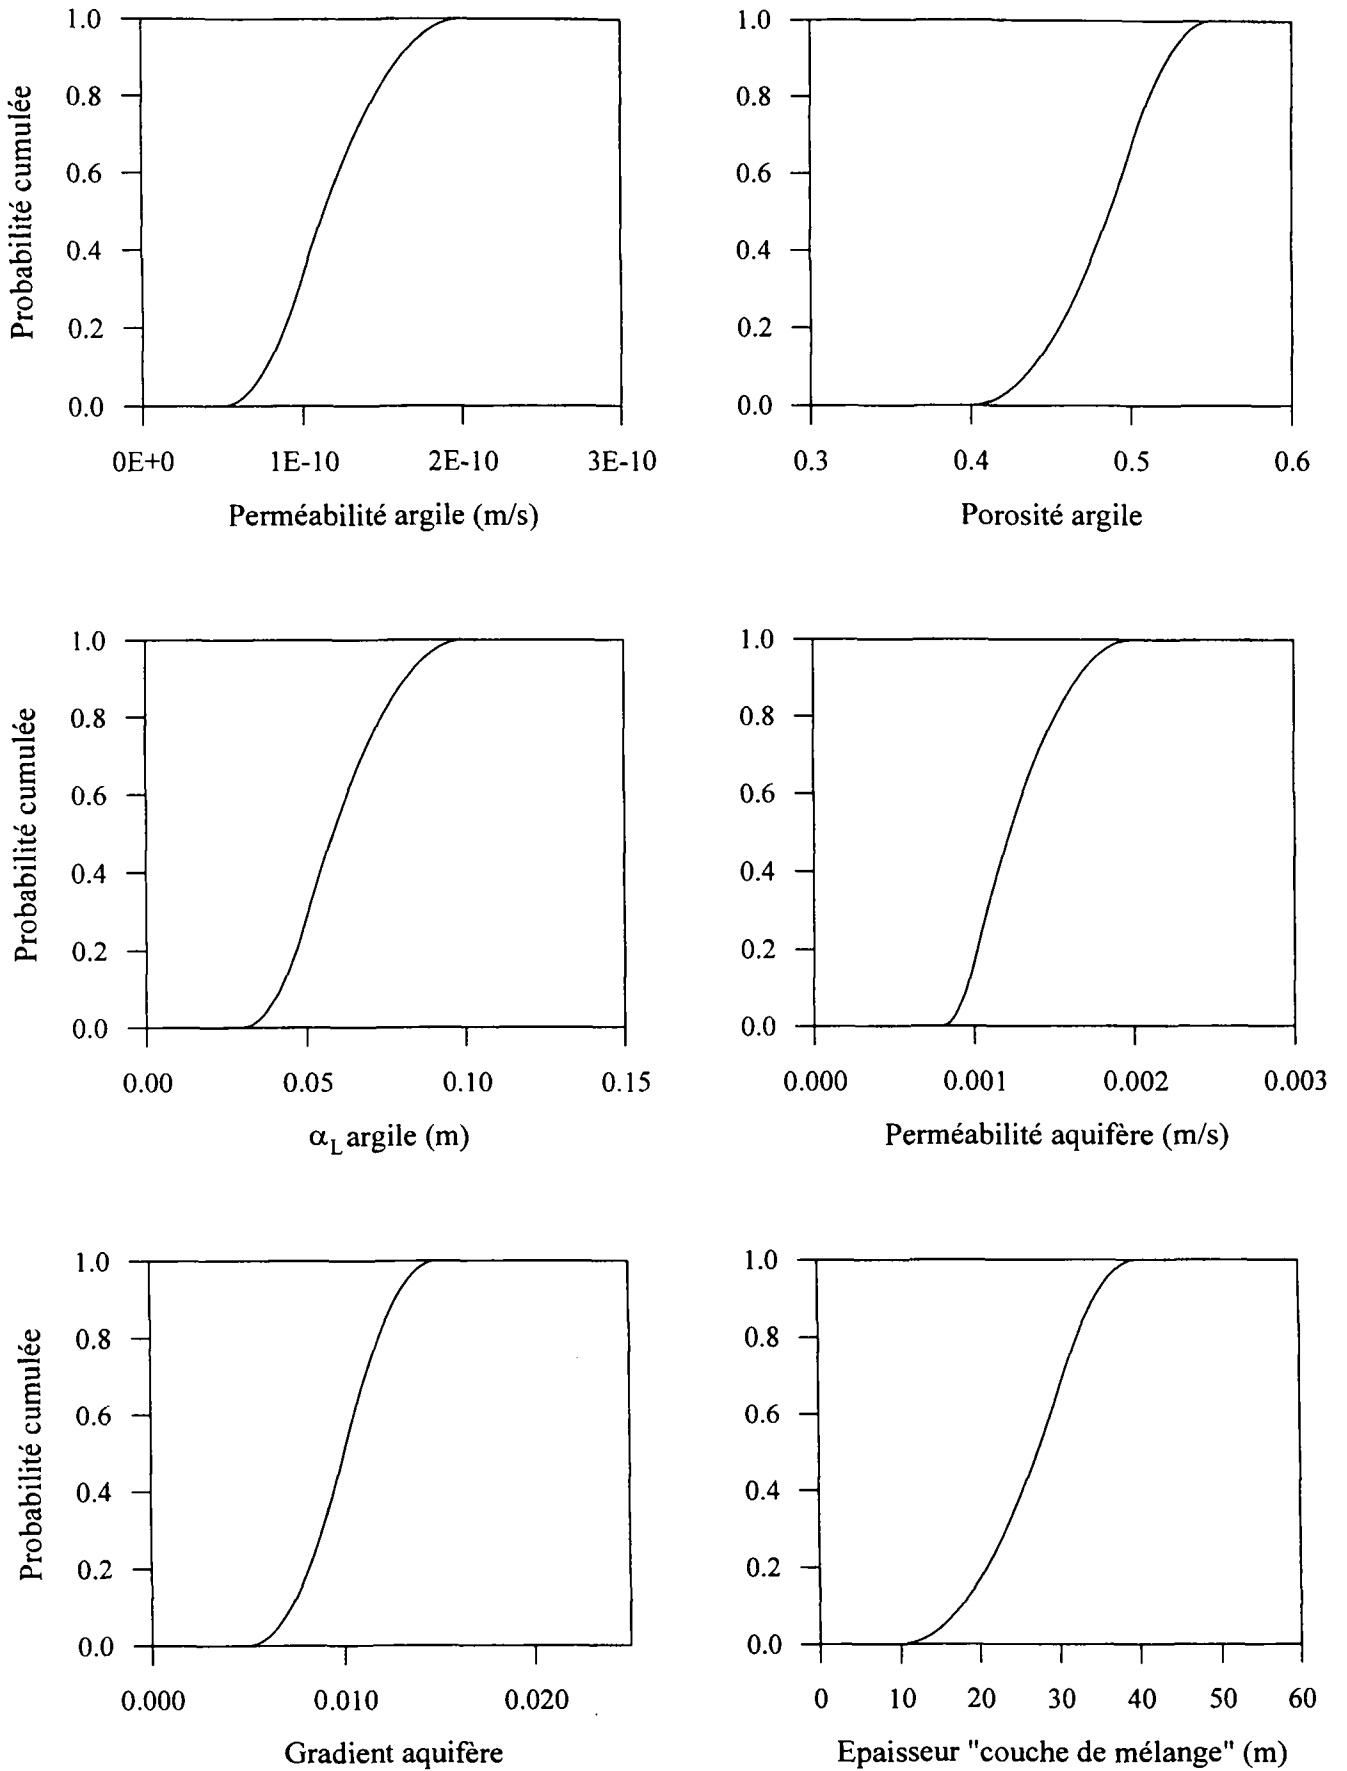 1.0
0.8
0.6
0.4
0.2
0.0
Probabilité cumulée
0E+0 1E-10 2E-10 3E-10
Perméabilité argile (m/s)
1.0
0.8
0.6
0.4
0.2
0.0
0.3 0.4 0.5 0.6
Porosité argile
1.0
0.8
0.6
0.4
0.2
0.0
Probabilité cumulée
0.00 0.05 0.10 0.15
αL argile (m)
1.0
0.8
0.6
0.4
0.2
0.0
0.000 0.001 0.002 0.003
Perméabilité aquifère (m/s)
1.0
0.8
0.6
0.4
0.2
0.0
Probabilité cumulée
0.000 0.010 0.020
Gradient aquifère
1.0
0.8
0.6
0.4
0.2
0.0
0 10 20 30 40 50 60
Epaisseur "couche de mélange" (m)